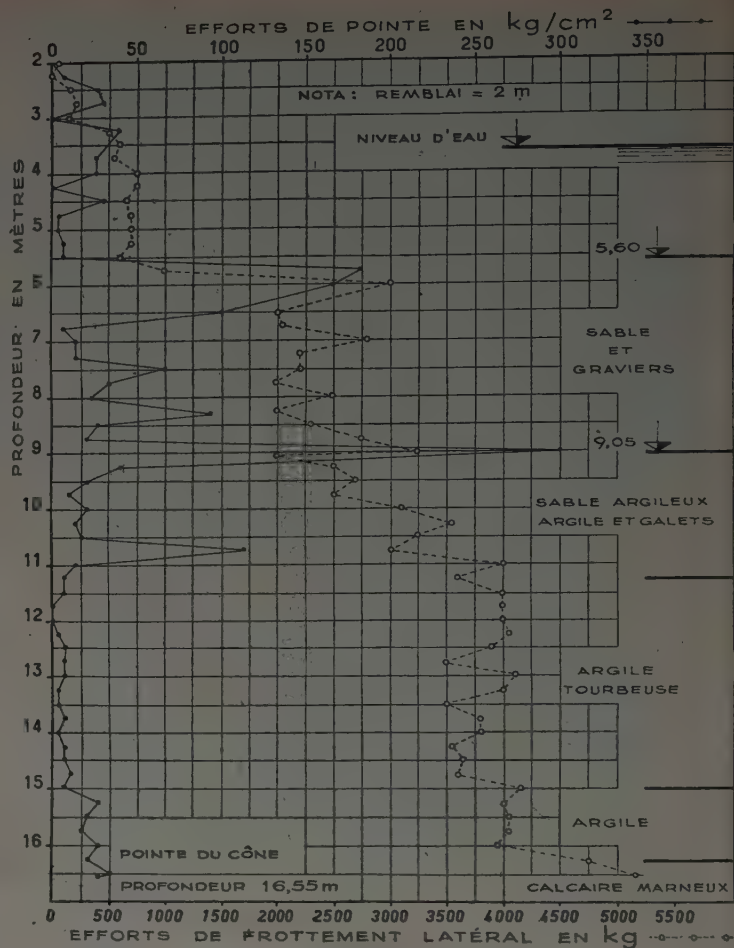 EFFORTS DE POINTE EN kg/cm²
0 50 100 150 200 250 300 350
NOTA: REMBLAI = 2 m
NIVEAU D'EAU
PROFONDEUR EN MÈTRES
2
3
4
5
5
7
8
9
10
11
12
13
14
15
16
5,60
SABLE
ET
GRAVIERS
9,05
SABLE ARGILEUX
ARGILE ET GALETS
ARGILE
TOURBEUSE
ARGILE
POINTE DU CÔNE
PROFONDEUR 16,55m
CALCAIRE MARNEUX
0 500 1000 1500 2000 2500 3000 3500 4000 4500 5000 5500
EFFORTS DE FROTTEMENT LATÉRAL EN kg